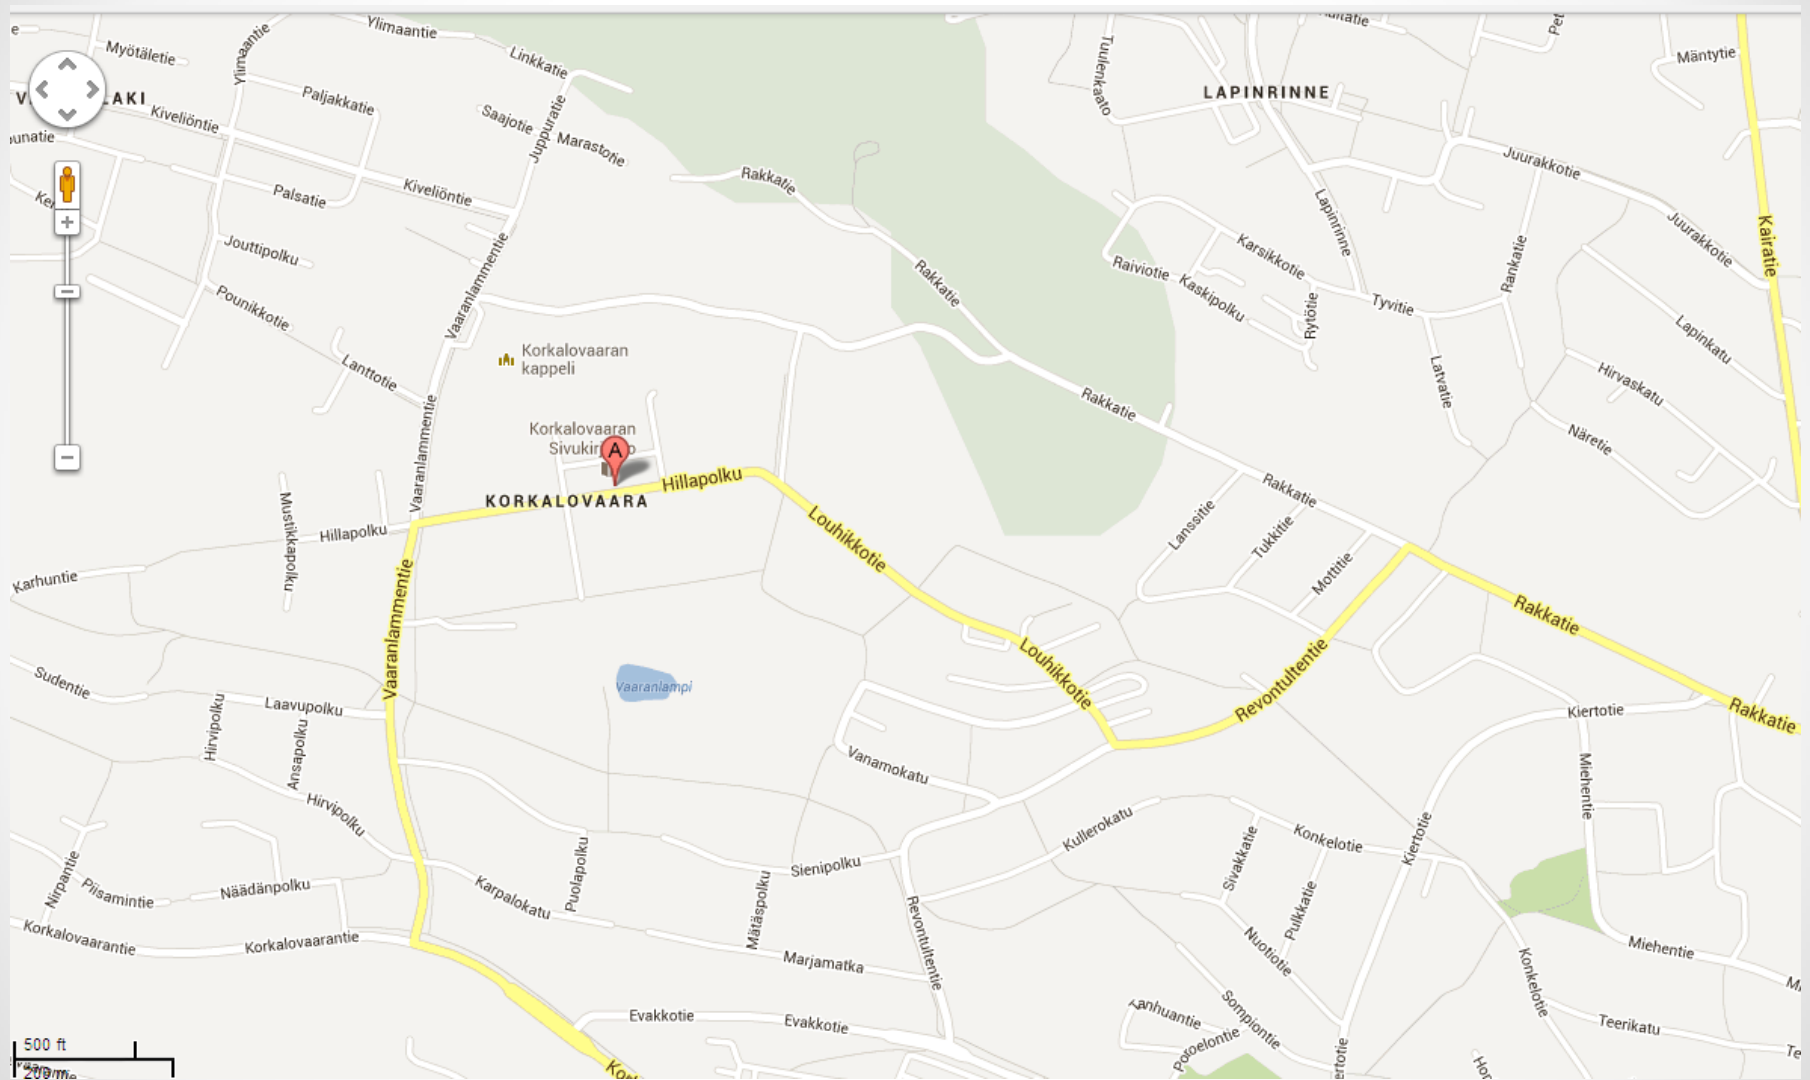 Ylimaantie
Myötäletie
Ylimaantie
Linkkatie
Tuulenkaato
Mäntytie
LAPINRINNE
Paljakkatie
Kiveliöntie
Saajotie
Juppuratie
Marastotie
Juurakkotie
Rakkatie
Palsatie
Kiveliöntie
Lapinrinne
Juurakkotie
Kairatie
Jouttipolku
Vaaranlammentie
Rakkatie
Karsikkotie
Raiviotie
Kaskipolku
Rankatie
Rytötie
Tyvitie
Pounikkotie
Lapinkatu
Korkalovaaran
kappeli
Lanttotie
Latvatie
Hirvaskatu
Rakkatie
Näretie
Vaaranlammentie
Korkalovaaran
A
KORKALOVAARA
Hillapolku
Rakkatie
Mustikkapolku
Hillapolku
Louhikkotie
Lanssitie
Tukkitie
Mottitie
Karhuntie
Vaaranlammentie
Rakkatie
Louhikkotie
Revontultentie
Sudentie
Vaaranlampi
Laavupolku
Hirvipolku
Ansapolku
Kiertotie
Rakkatie
Vanamokatu
Miehentie
Hirvipolku
Kullerokatu
Kiertotie
Konkelotie
Sivakkatie
Sienipolku
Puolapolku
Nirpantie
Piisamintie
Näädänpolku
Karpalokatu
Mätäspolku
Pulkkatie
Revontultentie
Korkalovaarantie
Korkalovaarantie
Nuotiotie
Miehentie
Marjamatka
Konkelotie
Sompiontie
Evakkotie
Evakkotie
Poroelontie
Teerikatu
500 ft
200 m